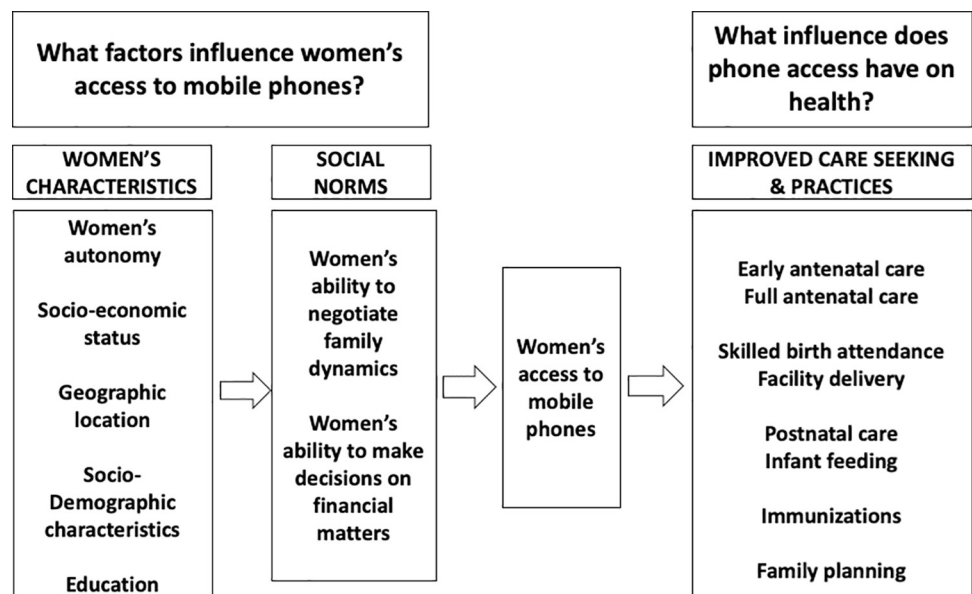 What factors influence women's
access to mobile phones?
What influence does
phone access have on
health?
WOMEN'S
CHARACTERISTICS
SOCIAL
NORMS
IMPROVED CARE SEEKING
& PRACTICES
Women's
autonomy
Socio-economic
status
Geographic
location
Socio-
Demographic
characteristics
Education
Women's
ability to
negotiate
family
dynamics
Women's
ability to make
decisions on
financial
matters
Women's
access to
mobile
phones
Early antenatal care
Full antenatal care
Skilled birth attendance
Facility delivery
Postnatal care
Infant feeding
Immunizations
Family planning